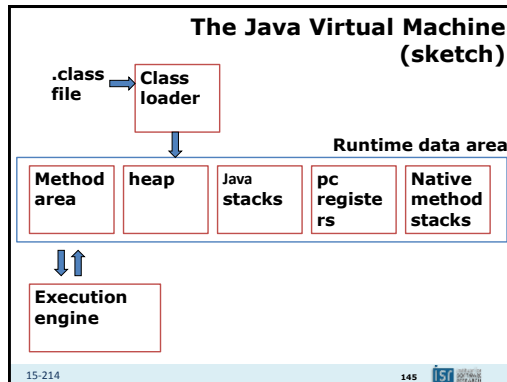 The Java Virtual Machine
(sketch)
.class
file
Class
loader
Runtime data area
Method
area
heap
Java
stacks
pc
registe
rs
Native
method
stacks
Execution
engine
15-214
145
isr